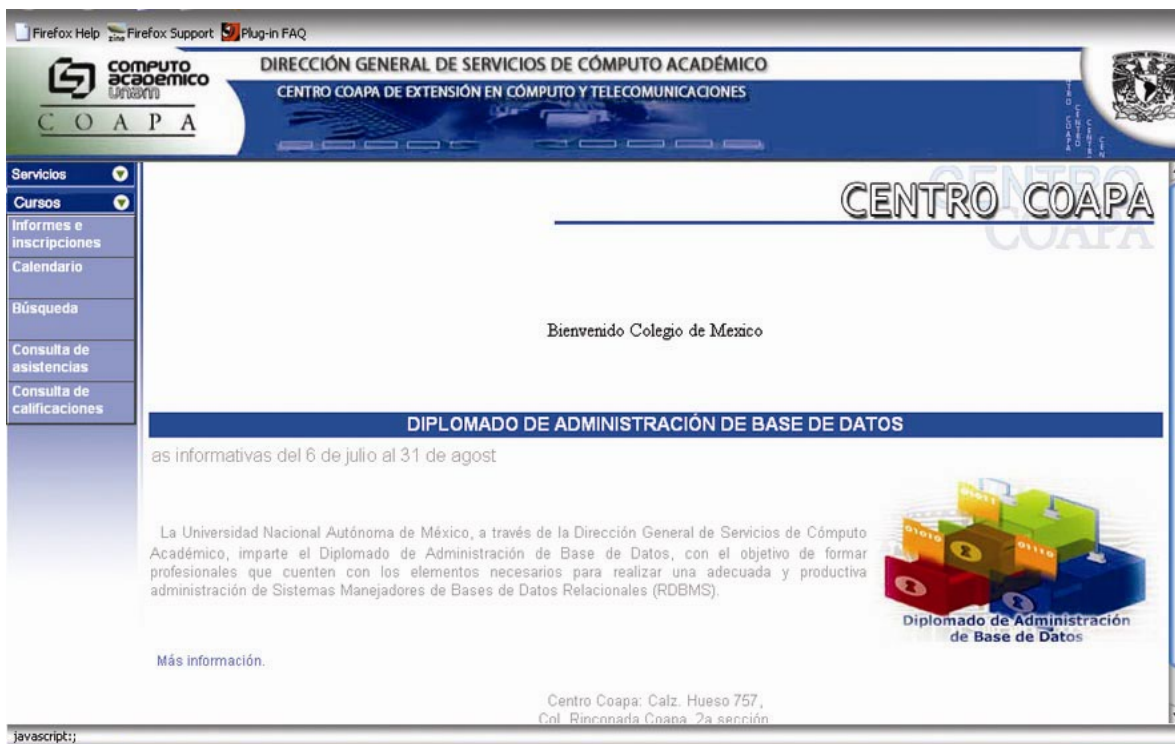 Firefox Help Firefox Support Plug-in FAQ
COMPUTO
ACADEMICO
UNAM
COAPA
DIRECCIÓN GENERAL DE SERVICIOS DE CÓMPUTO ACADÉMICO
CENTRO COAPA DE EXTENSIÓN EN CÓMPUTO Y TELECOMUNICACIONES
Servicios
Cursos
Informes e
inscripciones
Calendario
Búsqueda
Consulta de
asistencias
Consulta de
calificaciones
CENTRO COAPA
CENTRO
COAPA
Bienvenido Colegio de Mexico
DIPLOMADO DE ADMINISTRACIÓN DE BASE DE DATOS
as informativas del 6 de julio al 31 de agost
La Universidad Nacional Autónoma de México, a través de la Dirección General de Servicios de Cómputo
Académico, imparte el Diplomado de Administración de Base de Datos, con el objetivo de formar
profesionales que cuenten con los elementos necesarios para realizar una adecuada y productiva
administración de Sistemas Manejadores de Bases de Datos Relacionales (RDBMS).
01011
01010
01110
Diplomado de Administración
de Base de Datos
Más información.
Centro Coapa: Calz. Hueso 757,
Col. Rinconada Coapa, 2a sección
javascript:;